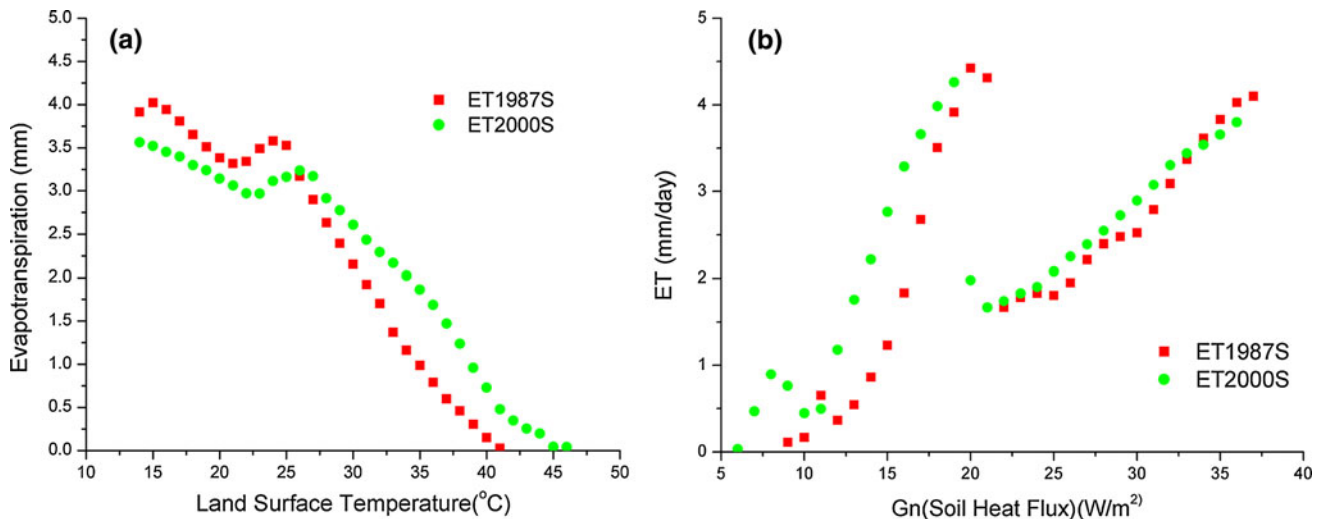 (a)
ET1987S
ET2000S
Evapotranspiration (mm)
5.0
4.5
4.0
3.5
3.0
2.5
2.0
1.5
1.0
0.5
0.0
10 15 20 25 30 35 40 45 50
Land Surface Temperature(°C)
(b)
ET (mm/day)
5
4
3
2
1
0
ET1987S
ET2000S
5 10 15 20 25 30 35 40
Gn(Soil Heat Flux)(W/m²)